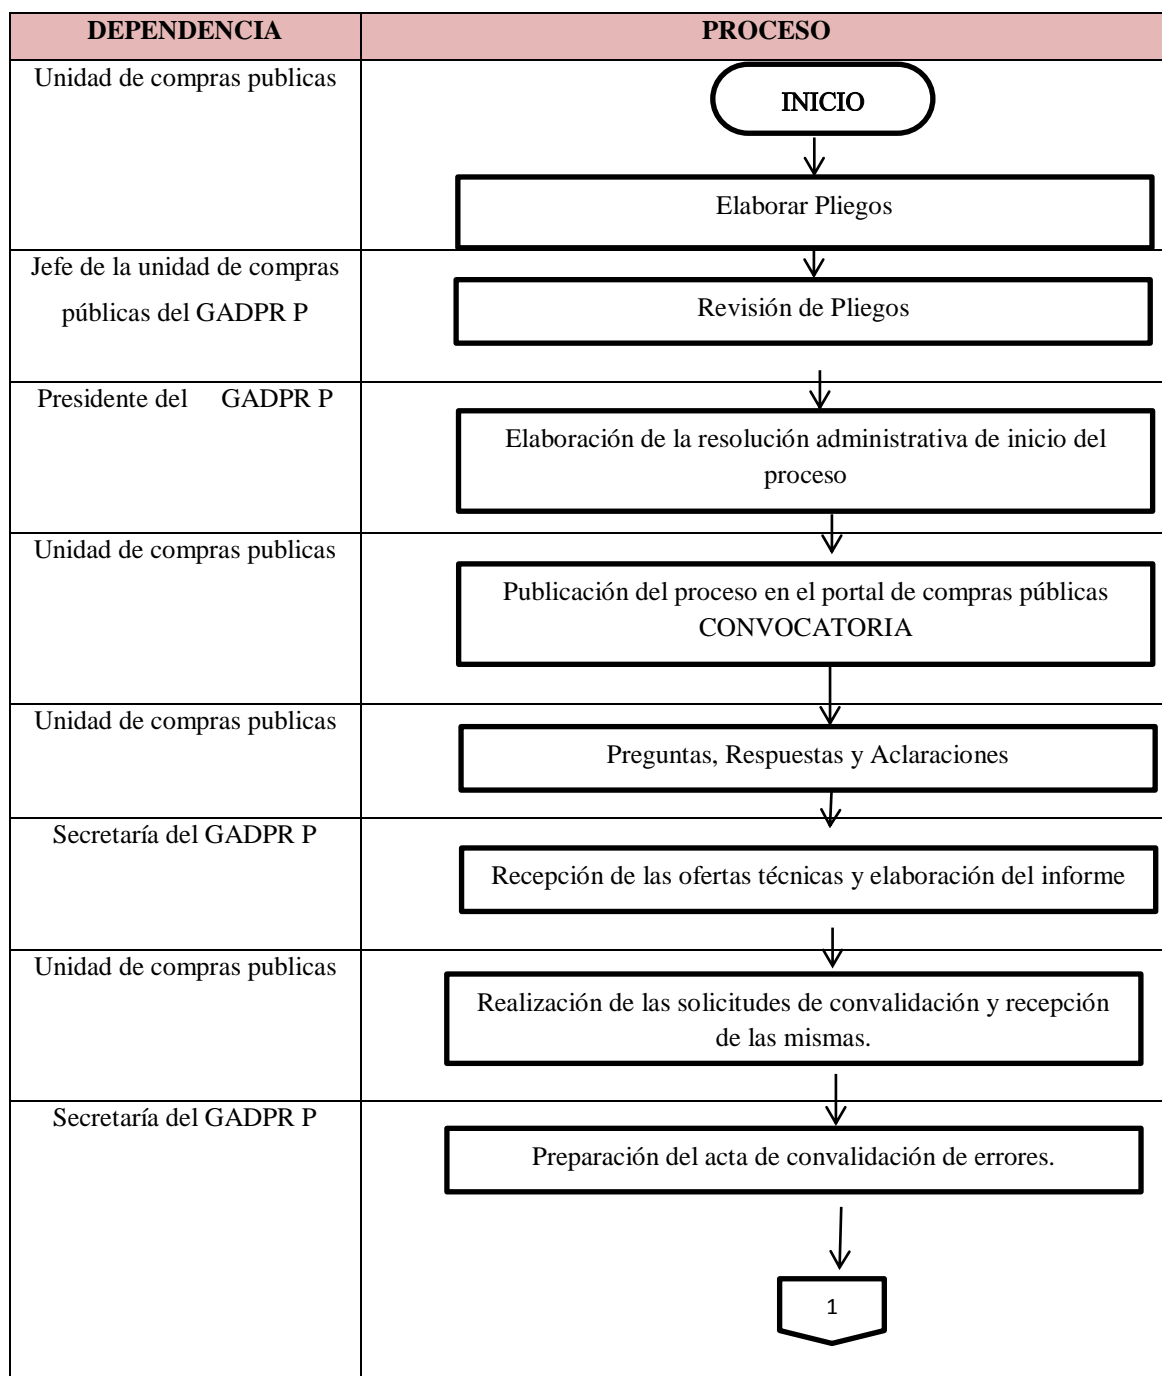 DEPENDENCIA
PROCESO
Unidad de compras publicas
INICIO
Elaborar Pliegos
Jefe de la unidad de compras
públicas del GADPR P
Revisión de Pliegos
Presidente del GADPR P
Elaboración de la resolución administrativa de inicio del
proceso
Unidad de compras publicas
Publicación del proceso en el portal de compras públicas
CONVOCATORIA
Unidad de compras publicas
Preguntas, Respuestas y Aclaraciones
Secretaría del GADPR P
Recepción de las ofertas técnicas y elaboración del informe
Unidad de compras publicas
Realización de las solicitudes de convalidación y recepción
de las mismas.
Secretaría del GADPR P
Preparación del acta de convalidación de errores.
1